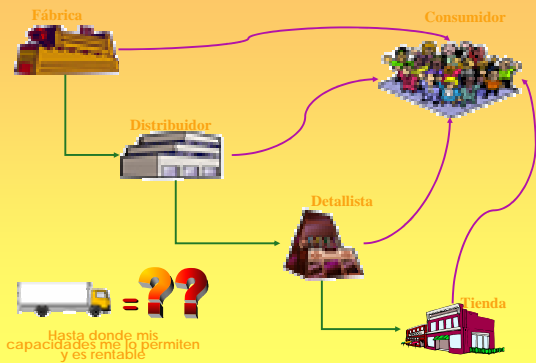 Fábrica
Consumidor
Distribuidor
Detallista
Tienda
= ??
Hasta donde mis
capacidades me lo permiten
y es rentable